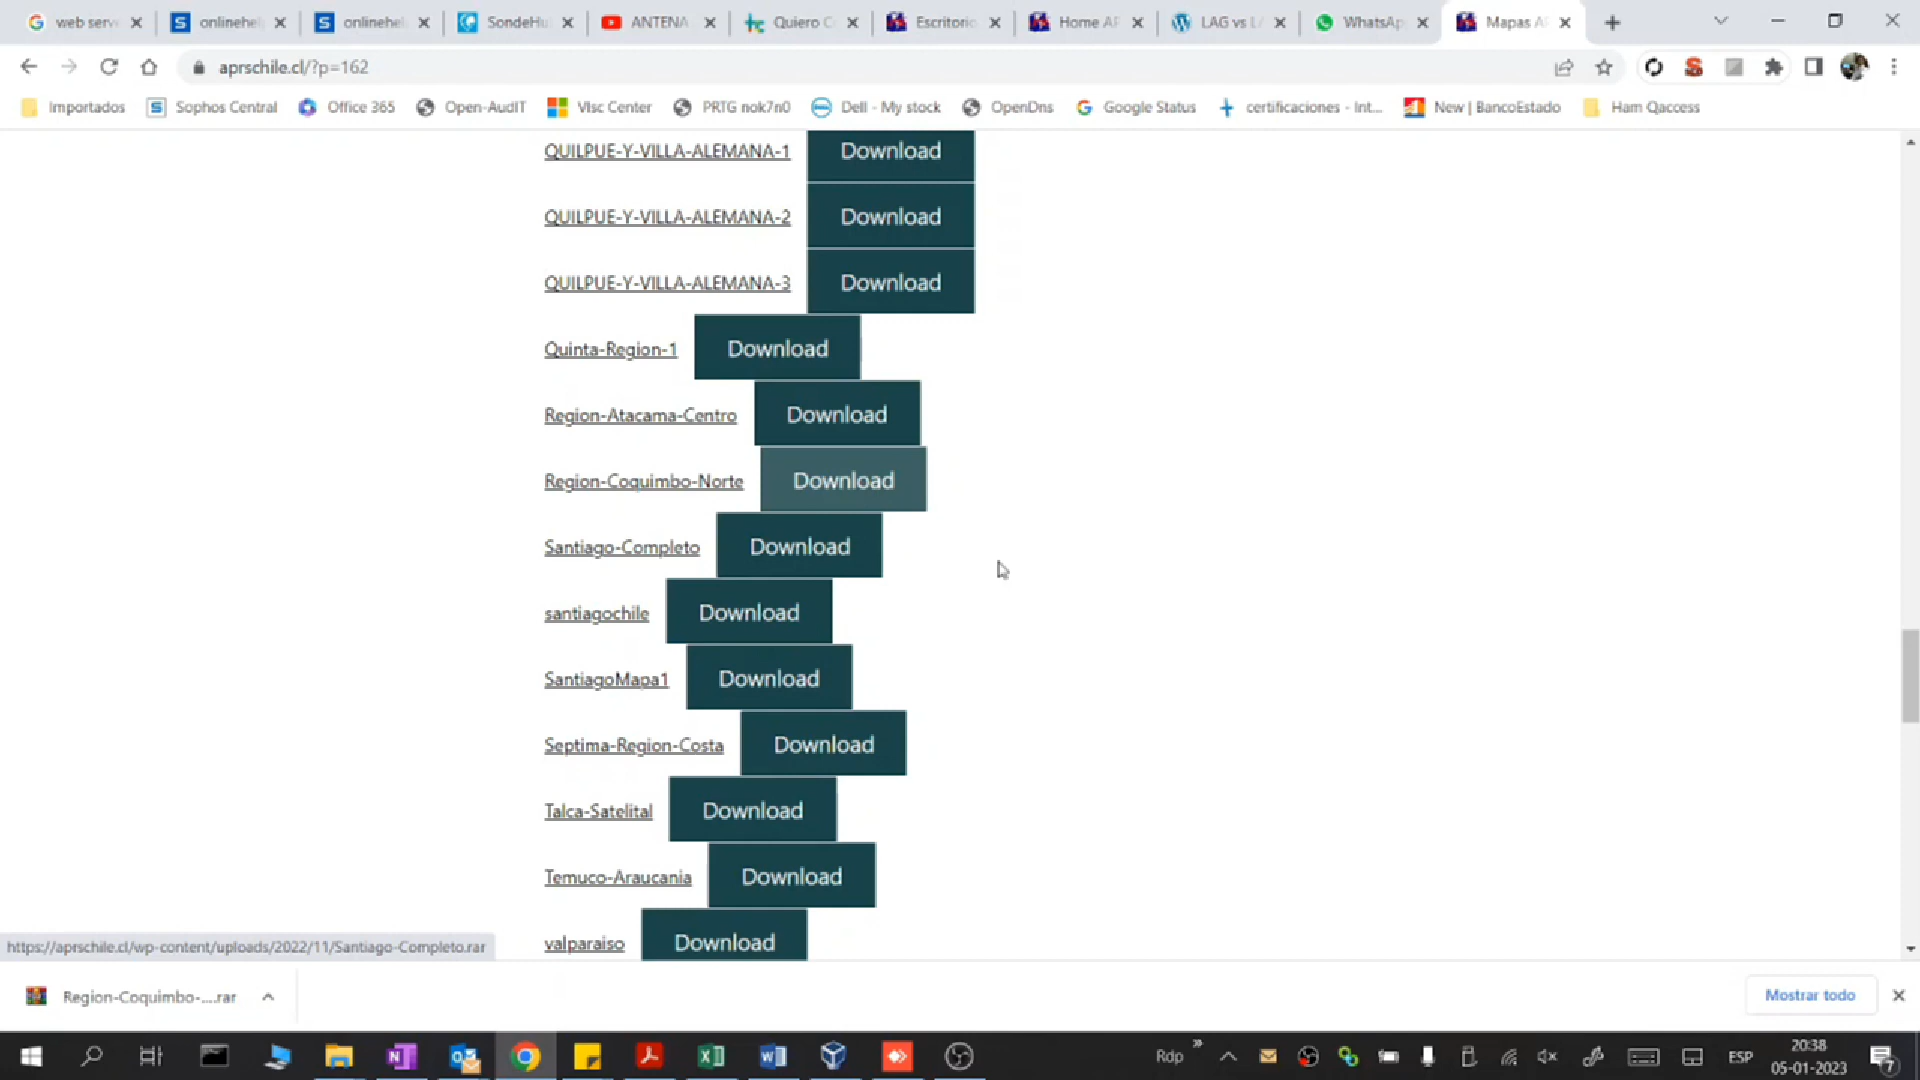 web serv
onlinehe
onlinehe
SondeHu
ANTENA
Quiero C
Escritorio
Home AP
LAG vs L
WhatsAp
Mapas A
aprschile.cl/?p=162
Importados
Sophos Central
Office 365
Open-AudIT
Vlsc Center
PRTG nok7n0
Dell - My stock
OpenDns
Google Status
certificaciones - Int...
New | BancoEstado
Ham Qaccess
QUILPUE-Y-VILLA-ALEMANA-1 Download
QUILPUE-Y-VILLA-ALEMANA-2 Download
QUILPUE-Y-VILLA-ALEMANA-3 Download
Quinta-Region-1 Download
Region-Atacama-Centro Download
Region-Coquimbo-Norte Download
Santiago-Completo Download
santiagochile Download
SantiagoMapa1 Download
Septima-Region-Costa Download
Talca-Satelital Download
Temuco-Araucania Download
valparaiso Download
https://aprschile.cl/wp-content/uploads/2022/11/Santiago-Completo.rar
Region-Coquimbo-....rar
Mostrar todo
Rdp
ESP
20:38
05-01-2023
7